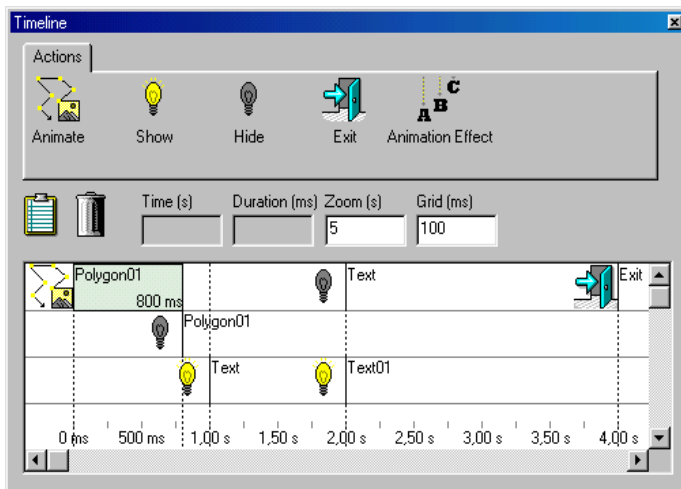 Timeline
Actions
Animate Show Hide Exit Animation Effect
A B C
Time (s) Duration (ms) Zoom (s) Grid (ms)
5 100
Polygon01 Text Exit
800 ms
Polygon01
Text Text01
0 ms 500 ms 1,00 s 1,50 s 2,00 s 2,50 s 3,00 s 3,50 s 4,00 s